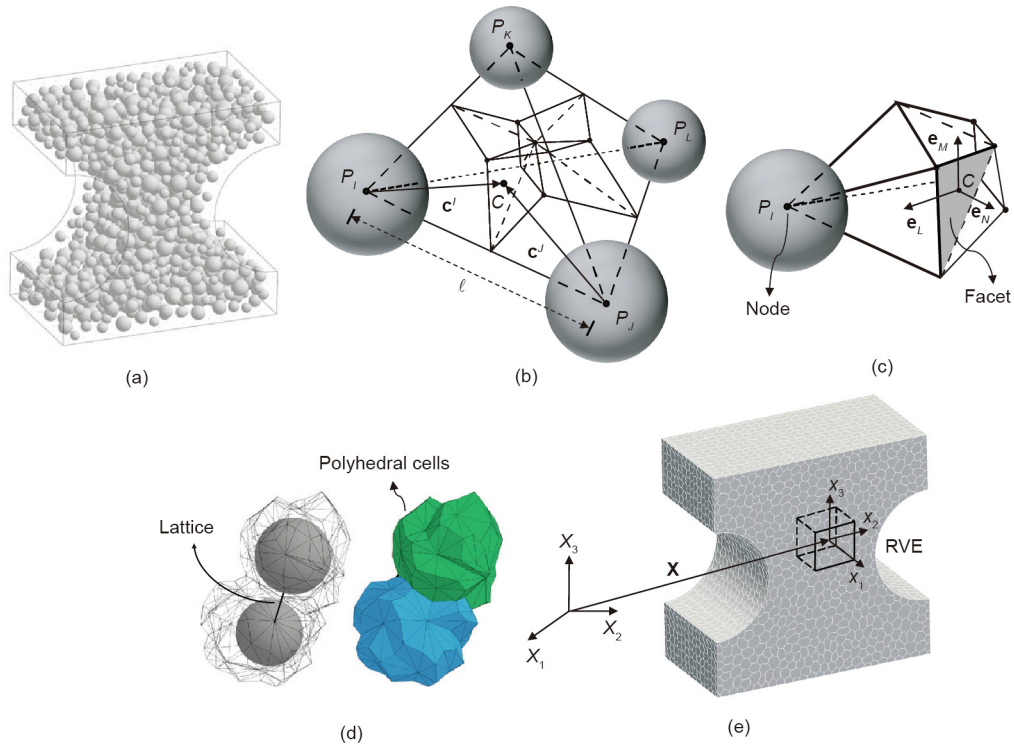 P_K
P_L
P_I
C
c^I
c^J
ℓ
P_J
(a)
(b)
e_M
C
P_I
e_L
e_N
Node
Facet
(c)
Polyhedral cells
Lattice
(d)
x_3
x_2
RVE
x_1
X
X_3
X_2
X_1
(e)